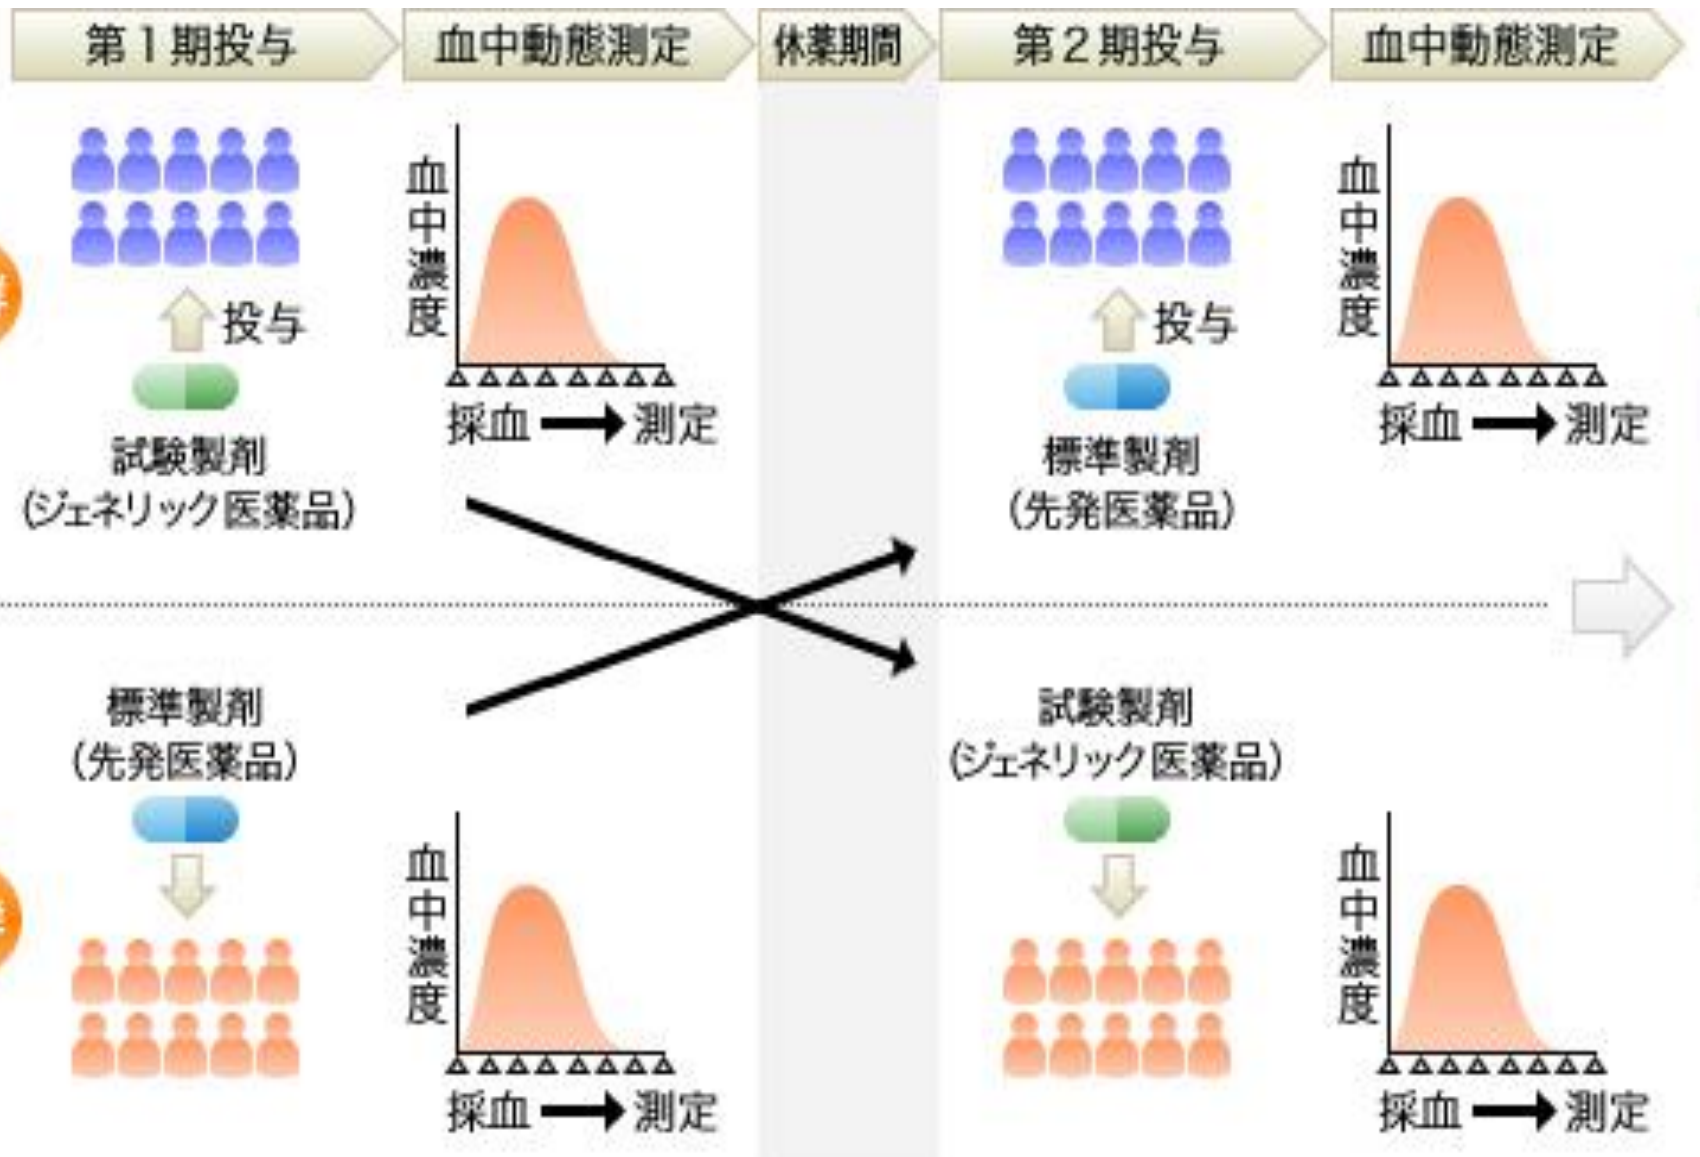 第1期投与
血中動態測定
休薬期間
第2期投与
血中動態測定
血中濃度
投与
採血 測定
試験製剤
(ジェネリック医薬品)
血中濃度
投与
採血 測定
標準製剤
(先発医薬品)
標準製剤
(先発医薬品)
血中濃度
採血 測定
試験製剤
(ジェネリック医薬品)
血中濃度
採血 測定